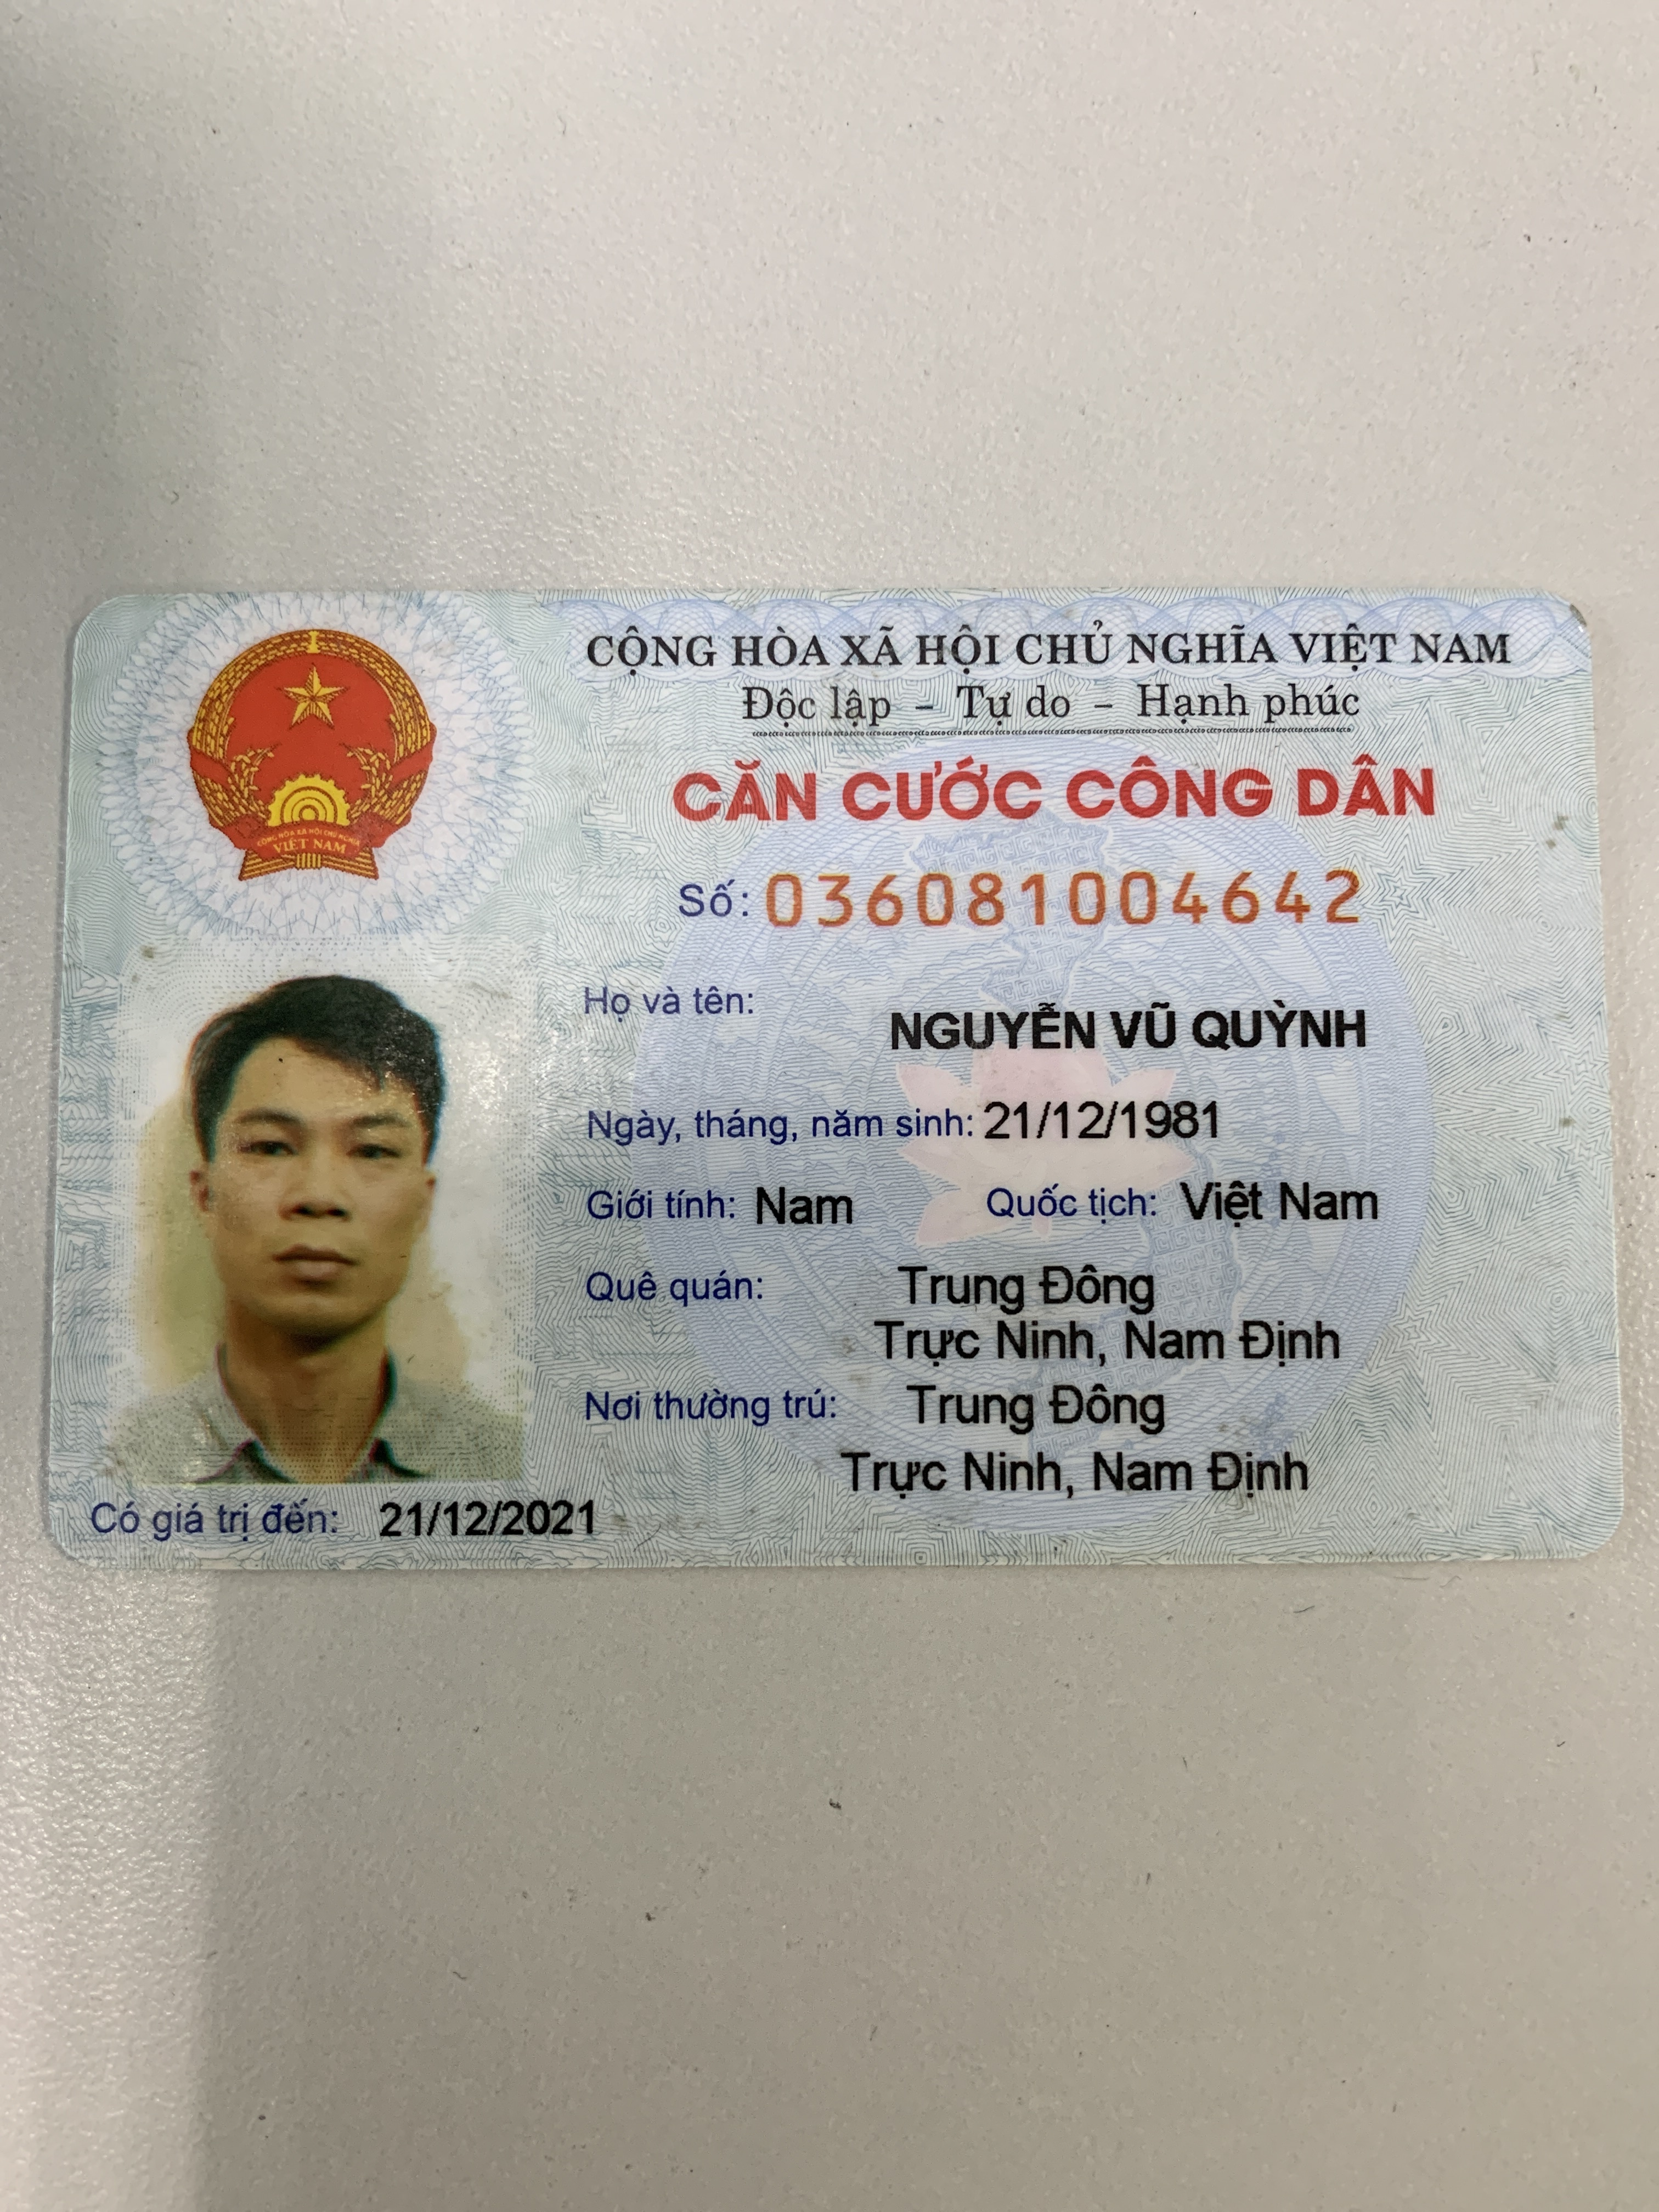 CỘNG HÒA XÃ HỘI CHỦ NGHĨA VIỆT NAM
Độc lập - Tự do - Hạnh phúc
CĂN CƯỚC CÔNG DÂN
Số: 036081004642
Họ và tên: NGUYỄN VŨ QUỲNH
Ngày, tháng, năm sinh: 21/12/1981
Giới tính: Nam Quốc tịch: Việt Nam
Quê quán: Trung Đông
Trực Ninh, Nam Định
Nơi thường trú: Trung Đông
Trực Ninh, Nam Định
Có giá trị đến: 21/12/2021
CỘNG HÒA XÃ HỘI CHỦ NGHĨA
VIỆT NAM